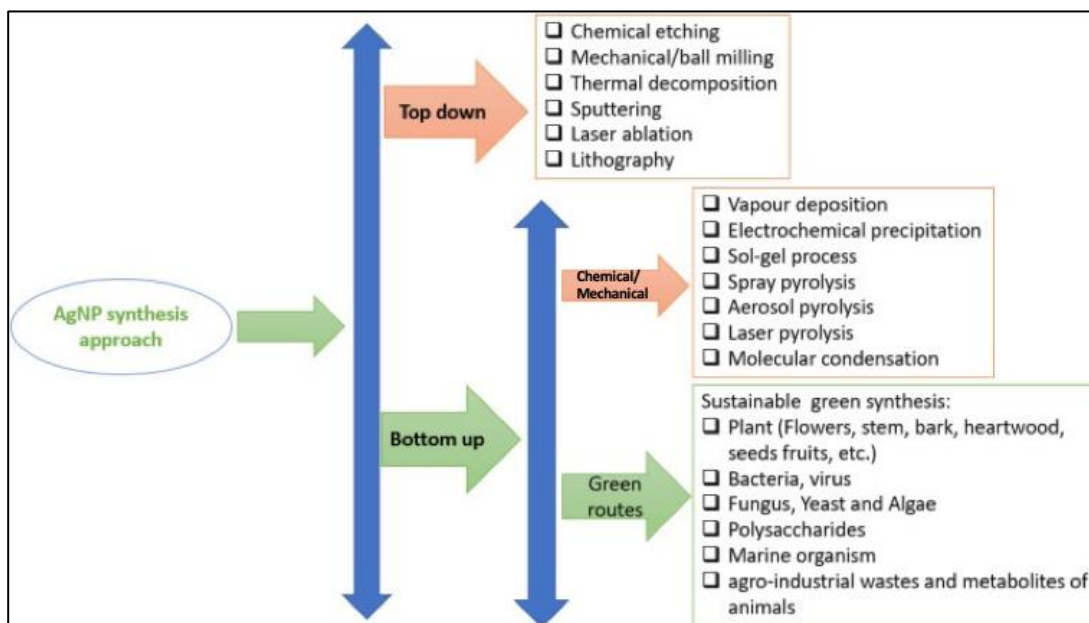 AgNP synthesis
approach
Top down
❑ Chemical etching
❑ Mechanical/ball milling
❑ Thermal decomposition
❑ Sputtering
❑ Laser ablation
❑ Lithography
Bottom up
Chemical/
Mechanical
❑ Vapour deposition
❑ Electrochemical precipitation
❑ Sol-gel process
❑ Spray pyrolysis
❑ Aerosol pyrolysis
❑ Laser pyrolysis
❑ Molecular condensation
Green
routes
Sustainable green synthesis:
❑ Plant (Flowers, stem, bark, heartwood,
seeds fruits, etc.)
❑ Bacteria, virus
❑ Fungus, Yeast and Algae
❑ Polysaccharides
❑ Marine organism
❑ agro-industrial wastes and metabolites of
animals